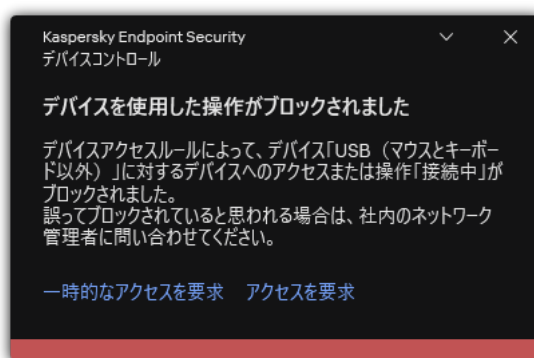 Kaspersky Endpoint Security
デバイスコントロール
デバイスを使用した操作がブロックされました
デバイスアクセスルールによって、デバイス「USB（マウスとキーボー
ド以外）」に対するデバイスへのアクセスまたは操作「接続中」が
ブロックされました。
誤ってブロックされていると思われる場合は、社内のネットワーク
管理者に問い合わせてください。
一時的なアクセスを要求 アクセスを要求